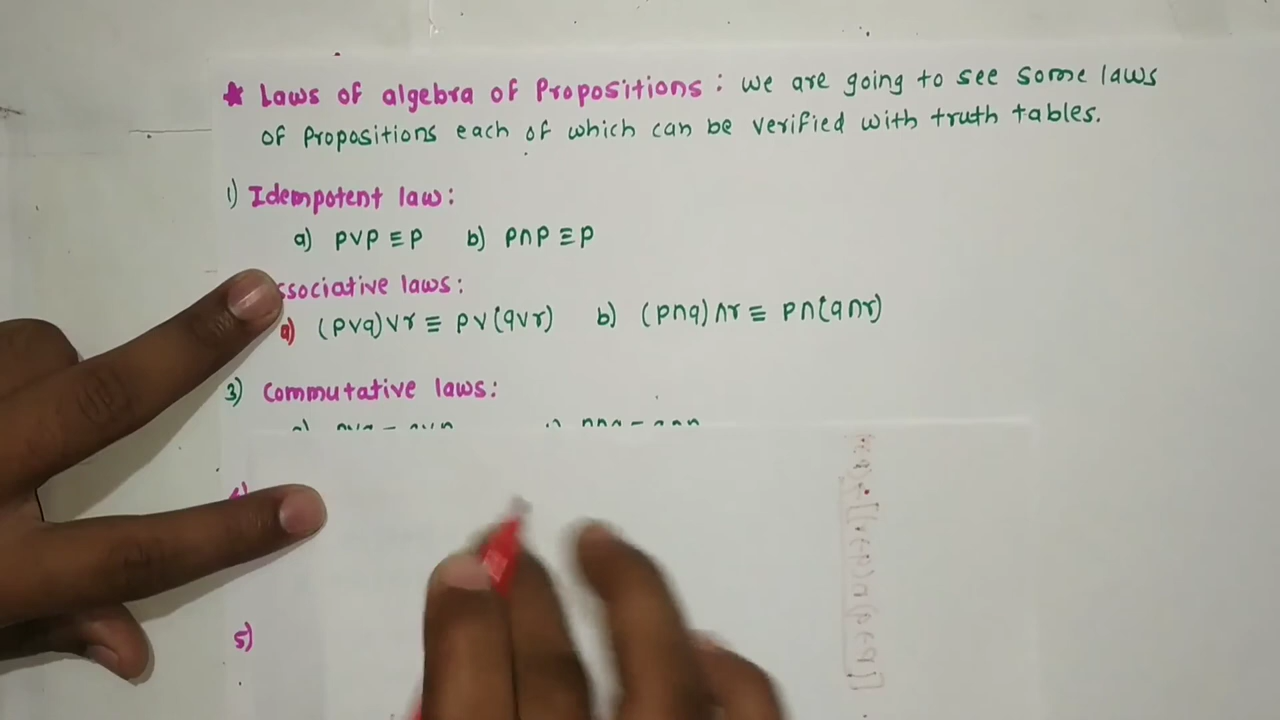 ★ Laws of algebra of Propositions : we are going to see some laws
of propositions each of which can be verified with truth tables.
1) Idempotent law:
a) p∨p ≡ p b) p∩p ≡ p
ssociative laws:
a) (p∨q)∨r ≡ p∨(q∨r) b) (p∩q)∩r ≡ p∩(q∩r)
3) Commutative laws:
5)